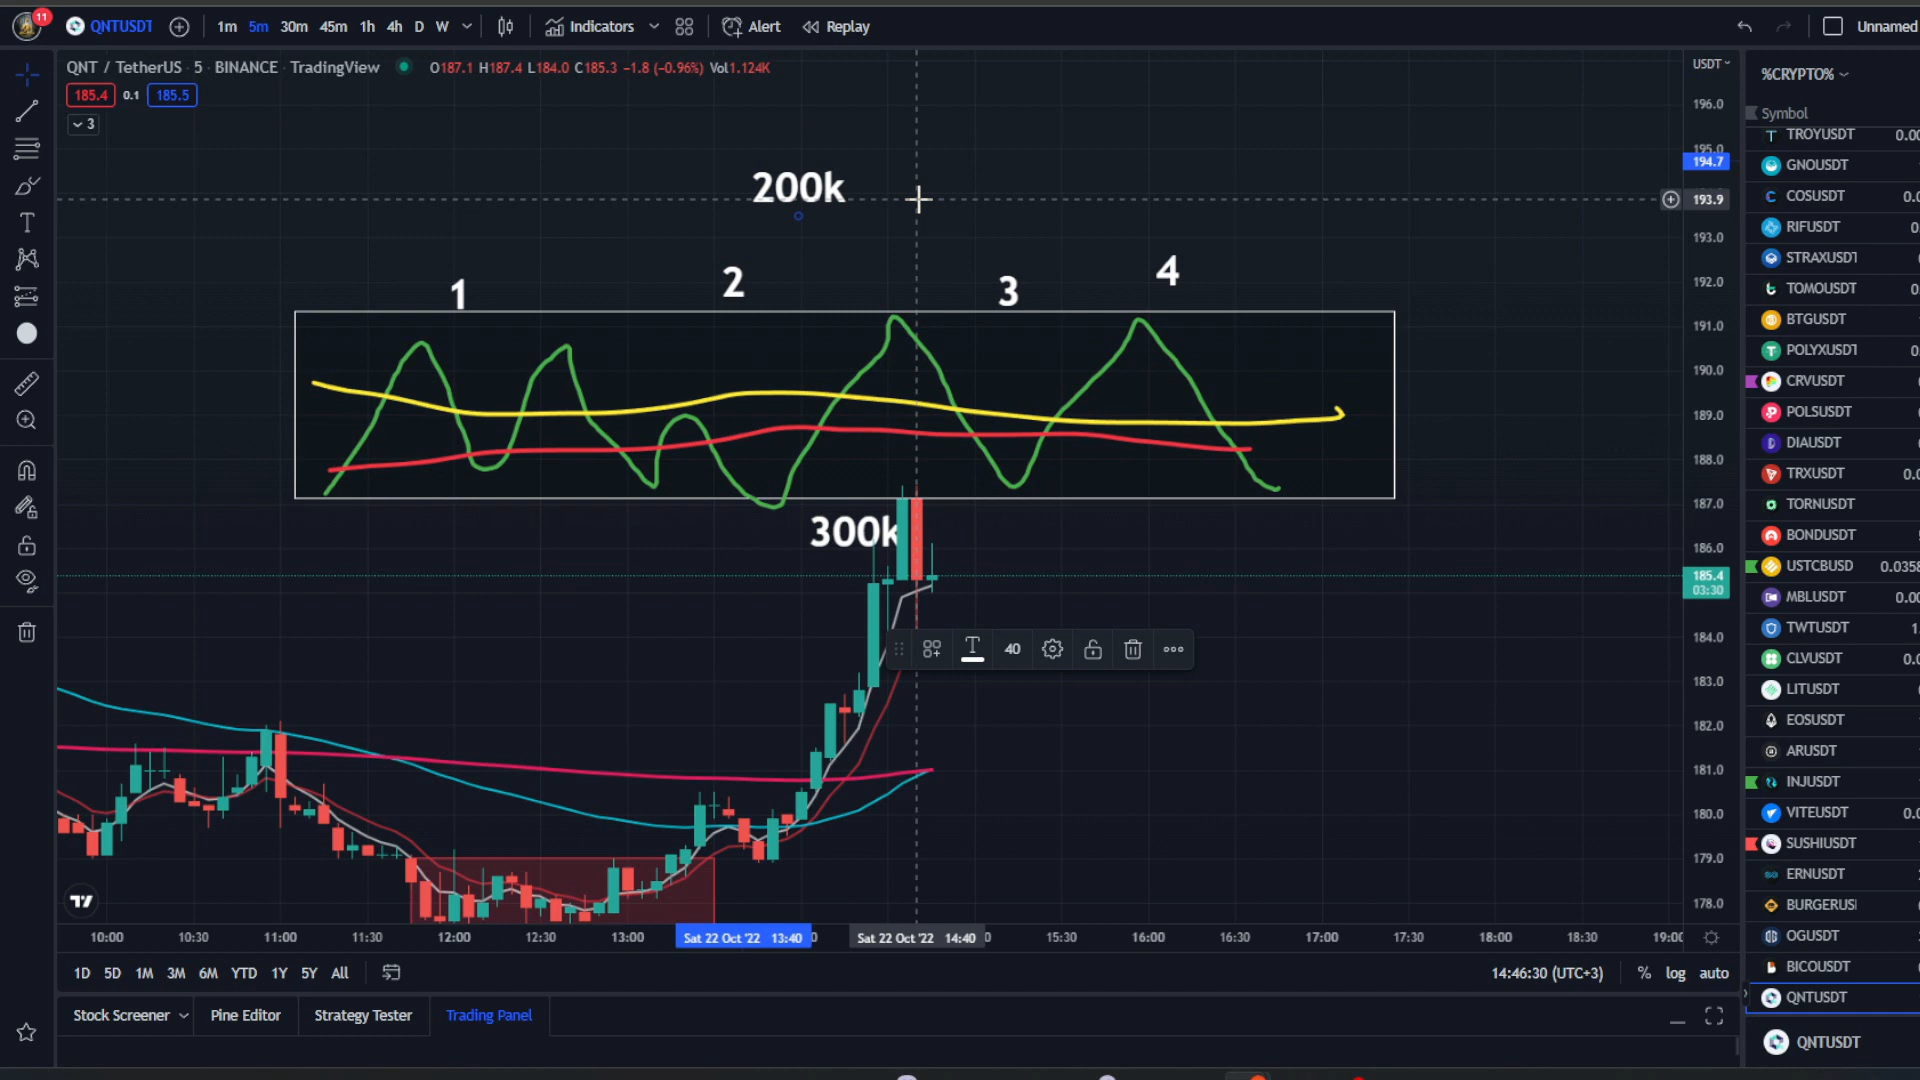 11
QNTUSDT
1m 5m 30m 45m 1h 4h D W
Indicators
Alert
Replay
Unnamed
QNT / TetherUS · 5 · BINANCE · TradingView
O187.1 H187.4 L184.0 C185.3 −1.8 (−0.96%) Vol1.124K
185.4 0.1 185.5
3
USDT
196.0
195.0
194.7
193.9
193.0
192.0
191.0
190.0
189.0
188.0
187.0
186.0
185.4
03:30
184.0
183.0
182.0
181.0
180.0
179.0
178.0
200k
1 2 3 4
300k
T 40
10:00 10:30 11:00 11:30 12:00 12:30 13:00 Sat 22 Oct '22 13:40 Sat 22 Oct '22 14:40 15:30 16:00 16:30 17:00 17:30 18:00 18:30 19:00
1D 5D 1M 3M 6M YTD 1Y 5Y All
14:46:30 (UTC+3) % log auto
Stock Screener Pine Editor Strategy Tester Trading Panel
%CRYPTO%
Symbol
TROYUSDT
GNOUSDT
COSUSDT
RIFUSDT
STRAXUSDT
TOMOUSDT
BTGUSDT
POLYXUSDT
CRVUSDT
POLSUSDT
DIAUSDT
TRXUSDT
TORNUSDT
BONDUSDT
USTCBUSD 0.0358
MBLUSDT
TWTUSDT
CLVUSDT
LITUSDT
EOSUSDT
ARUSDT
INJUSDT
VITEUSDT
SUSHIUSDT
ERNUSDT
BURGERUS
OGUSDT
BICOUSDT
QNTUSDT
QNTUSDT